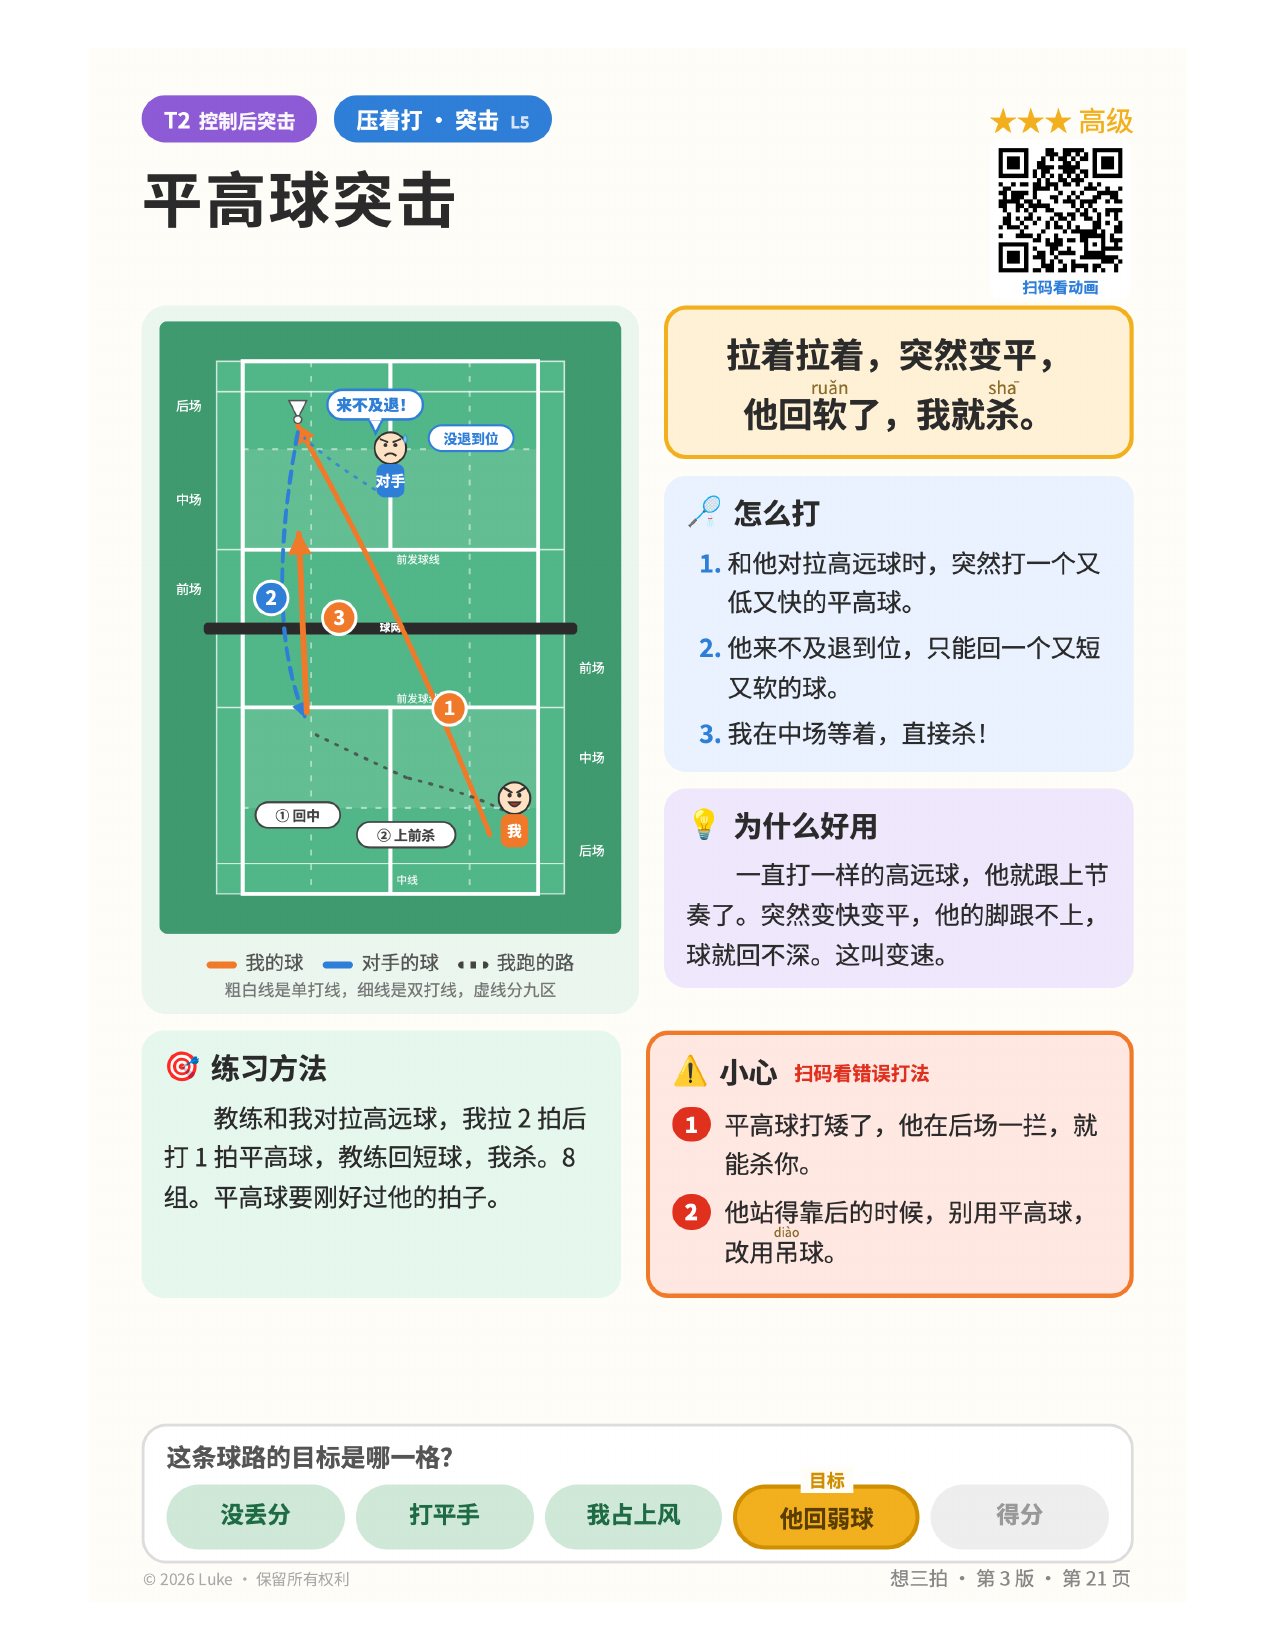 T2 控制后突击
压着打 · 突击 L5
★★★ 高级
平高球突击
扫码看动画
后场
中场
前场
来不及退!
没退到位
对手
前发球线
2
3
球网
前场
中场
后场
前发球线
1
① 回中
② 上前杀
我
中线
我的球 对手的球 我跑的路
粗白线是单打线，细线是双打线，虚线分九区
拉着拉着，突然变平，
ruǎn shā
他回软了，我就杀。
怎么打
1. 和他对拉高远球时，突然打一个又
低又快的平高球。
2. 他来不及退到位，只能回一个又短
又软的球。
3. 我在中场等着，直接杀！
为什么好用
一直打一样的高远球，他就跟上节
奏了。突然变快变平，他的脚跟不上，
球就回不深。这叫变速。
练习方法
教练和我对拉高远球，我拉 2 拍后
打 1 拍平高球，教练回短球，我杀。8
组。平高球要刚好过他的拍子。
小心 扫码看错误打法
1 平高球打矮了，他在后场一拦，就
能杀你。
2 他站得靠后的时候，别用平高球，
diào
改用吊球。
这条球路的目标是哪一格？
目标
没丢分 打平手 我占上风 他回弱球 得分
© 2026 Luke · 保留所有权利
想三拍 · 第 3 版 · 第 21 页